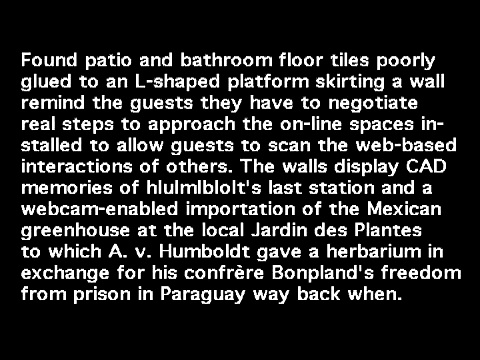 Found patio and bathroom floor tiles poorly
glued to an L-shaped platform skirting a wall
remind the guests they have to negotiate
real steps to approach the on-line spaces in-
stalled to allow guests to scan the web-based
interactions of others. The walls display CAD
memories of hlulmlblolt's last station and a
webcam-enabled importation of the Mexican
greenhouse at the local Jardin des Plantes
to which A. v. Humboldt gave a herbarium in
exchange for his confrère Bonpland's freedom
from prison in Paraguay way back when.